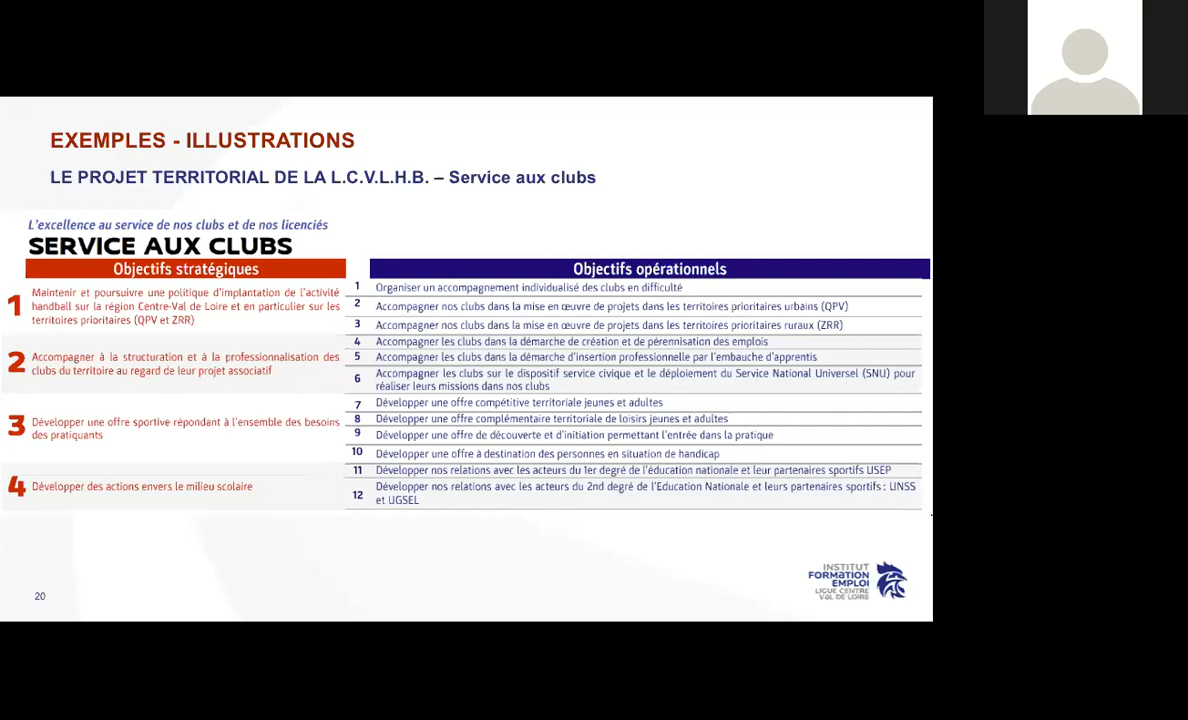 EXEMPLES - ILLUSTRATIONS
LE PROJET TERRITORIAL DE LA L.C.V.L.H.B. – Service aux clubs
L'excellence au service de nos clubs et de nos licenciés
SERVICE AUX CLUBS
Objectifs stratégiques
1
Maintenir et poursuivre une politique d'implantation de l'activité
handball sur la région Centre-Val de Loire et en particulier sur les
territoires prioritaires (QPV et ZRR)
2
Accompagner à la structuration et à la professionnalisation des
clubs du territoire au regard de leur projet associatif
3
Développer une offre sportive répondant à l'ensemble des besoins
des pratiquants
4
Développer des actions envers le milieu scolaire
Objectifs opérationnels
1 Organiser un accompagnement individualisé des clubs en difficulté
2 Accompagner nos clubs dans la mise en œuvre de projets dans les territoires prioritaires urbains (QPV)
3 Accompagner nos clubs dans la mise en œuvre de projets dans les territoires prioritaires ruraux (ZRR)
4 Accompagner les clubs dans la démarche de création et de pérennisation des emplois
5 Accompagner les clubs dans la démarche d'insertion professionnelle par l'embauche d'apprentis
6 Accompagner les clubs sur le dispositif service civique et le déploiement du Service National Universel (SNU) pour
réaliser leurs missions dans nos clubs
7 Développer une offre compétitive territoriale jeunes et adultes
8 Développer une offre complémentaire territoriale de loisirs jeunes et adultes
9 Développer une offre de découverte et d'initiation permettant l'entrée dans la pratique
10 Développer une offre à destination des personnes en situation de handicap
11 Développer nos relations avec les acteurs du 1er degré de l'éducation nationale et leur partenaires sportifs USEP
12 Développer nos relations avec les acteurs du 2nd degré de l'Education Nationale et leurs partenaires sportifs : UNSS
et UGSEL
20
INSTITUT
FORMATION
EMPLOI
LIGUE CENTRE
VAL DE LOIRE